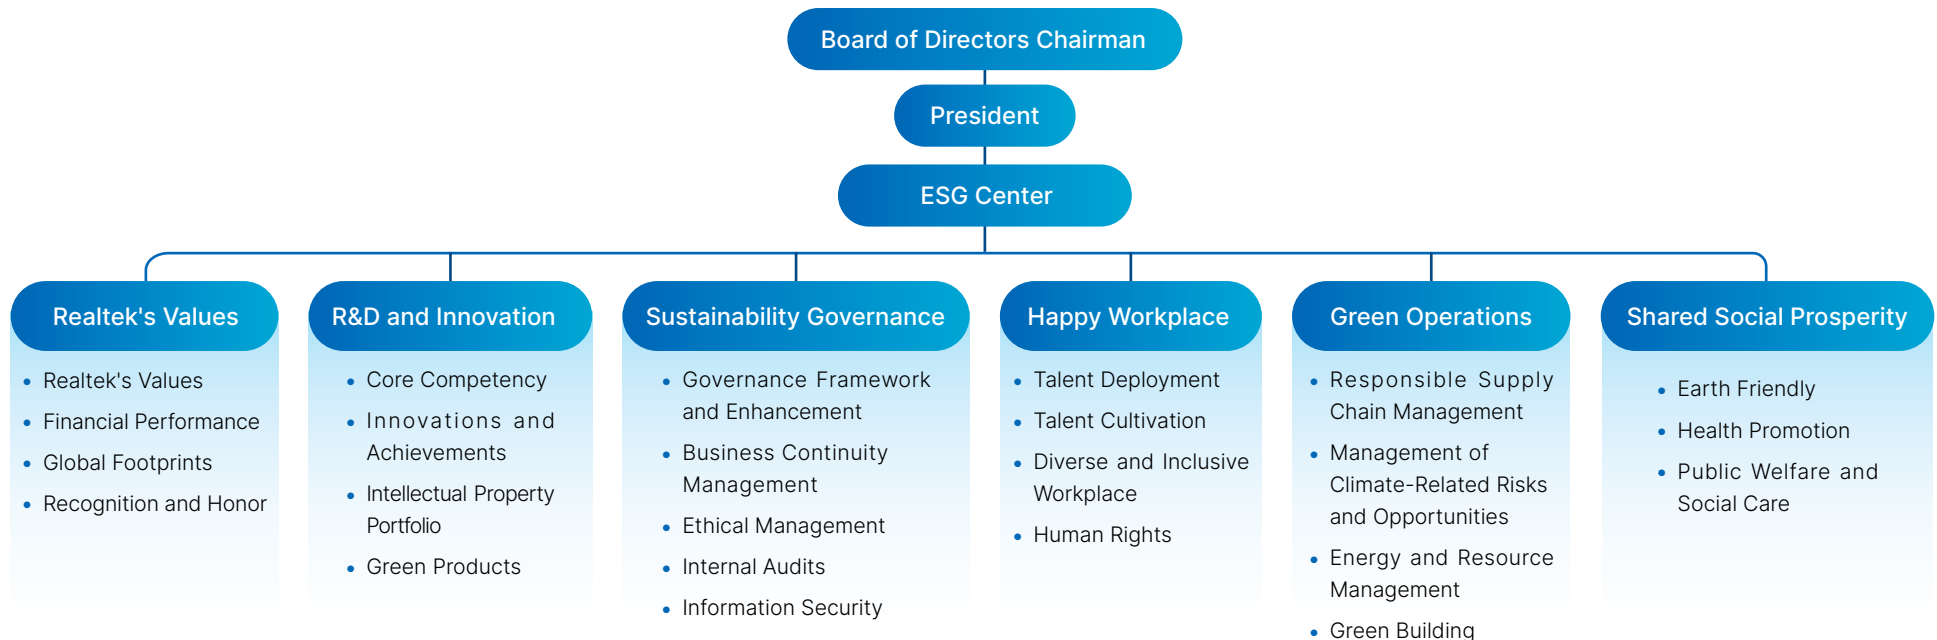 Board of Directors Chairman
President
ESG Center
Realtek's Values
• Realtek's Values
• Financial Performance
• Global Footprints
• Recognition and Honor
R&D and Innovation
• Core Competency
• Innovations and
Achievements
• Intellectual Property
Portfolio
• Green Products
Sustainability Governance
• Governance Framework
and Enhancement
• Business Continuity
Management
• Ethical Management
• Internal Audits
• Information Security
Happy Workplace
• Talent Deployment
• Talent Cultivation
• Diverse and Inclusive
Workplace
• Human Rights
Green Operations
• Responsible Supply
Chain Management
• Management of
Climate-Related Risks
and Opportunities
• Energy and Resource
Management
• Green Building
Shared Social Prosperity
• Earth Friendly
• Health Promotion
• Public Welfare and
Social Care